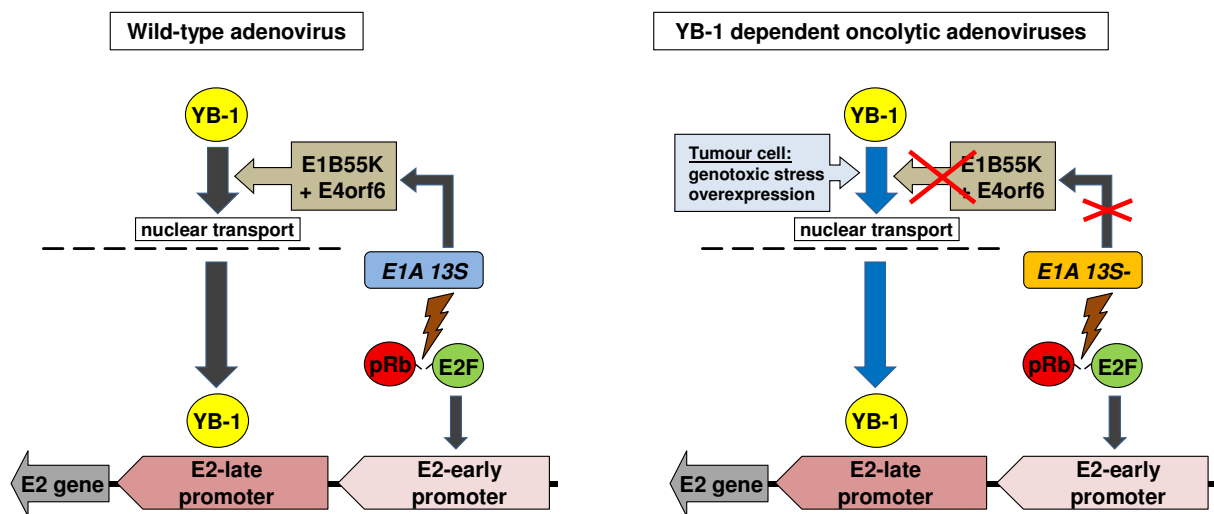 Wild-type adenovirus
YB-1
E1B55K
+ E4orf6
nuclear transport
E1A 13S
pRb
E2F
YB-1
E2 gene
E2-late
promoter
E2-early
promoter
YB-1 dependent oncolytic adenoviruses
YB-1
Tumour cell:
genotoxic stress
overexpression
E1B55K
+ E4orf6
nuclear transport
E1A 13S-
pRb
E2F
YB-1
E2 gene
E2-late
promoter
E2-early
promoter